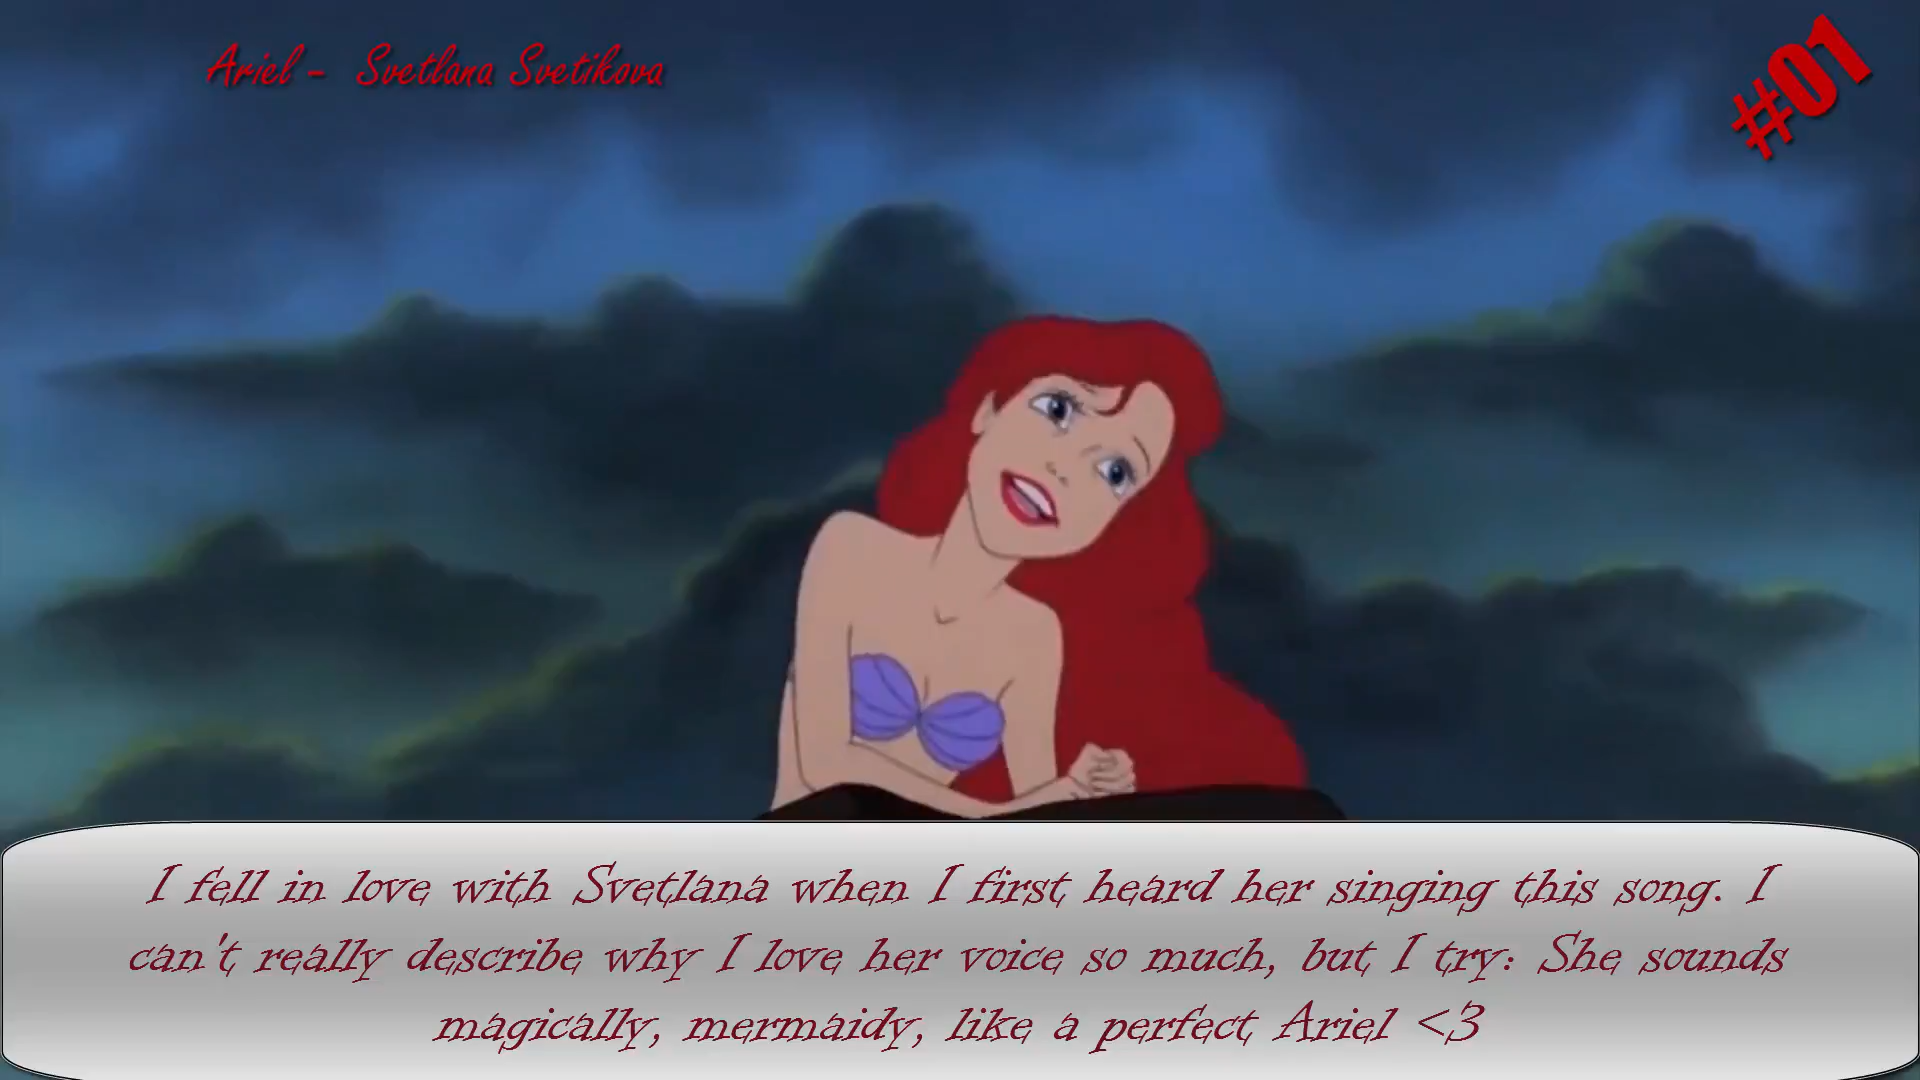 Ariel - Svetlana Svetikova
#01
I fell in love with Svetlana when I first heard her singing this song. I
can't really describe why I love her voice so much, but I try: She sounds
magically, mermaidy, like a perfect Ariel <3